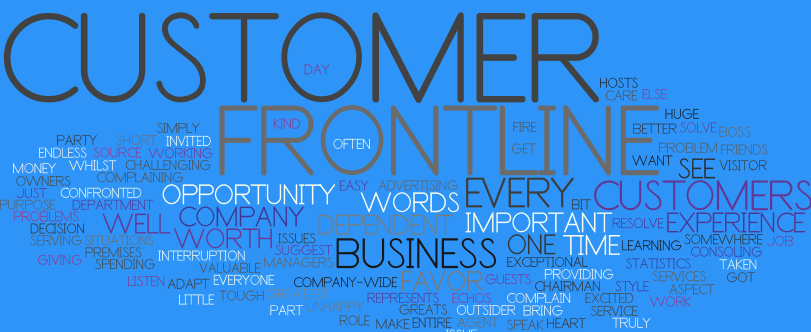 CUSTOMER
DAY
HOSTS
CARE ELSE
FRONTLINE
HUGE
SIMPLY KIND FIRE BETTER SOLVE BOSS
PARTY SHORT INVITED OFTEN GET PROBLEM FRIENDS
ENDLESS SOURCE WORKING WANT SEE VISITOR
MONEY WHILST CHALLENGING
OWNERS COMPLAINING
JUST CONFRONTED OPPORTUNITY EASY ADVERTISING EVERY CUSTOMERS
PURPOSE DEPARTMENT WORDS BIT
PROBLEMS WELL COMPANY DEPENDENT IMPORTANT RESOLVE EXPERIENCE
DECISION
SERVING SITUATIONS WORTH ISSUES BUSINESS ONE TIME LEARNING SOMEWHERE JOB
PREMISES INTERRUPTION SUGGEST CONSOLING
GIVING SPENDING VALUABLE MANAGERS EXCEPTIONAL STATISTICS TAKEN
LISTEN ADAPT EVERYONE COMPANY-WIDE FAVOR GUESTS PROVIDING SERVICES GOT
CHAIRMAN STYLE ASPECT
LITTLE TOUGH REPRESENTS ECHOS COMPLAIN EXCITED WORK
PART UNHAPPY GREATS OUTSIDER BRING SERVICE
ROLE MAKE ENTIRE AGENT SPEAK HEART TRULY
ISSUE